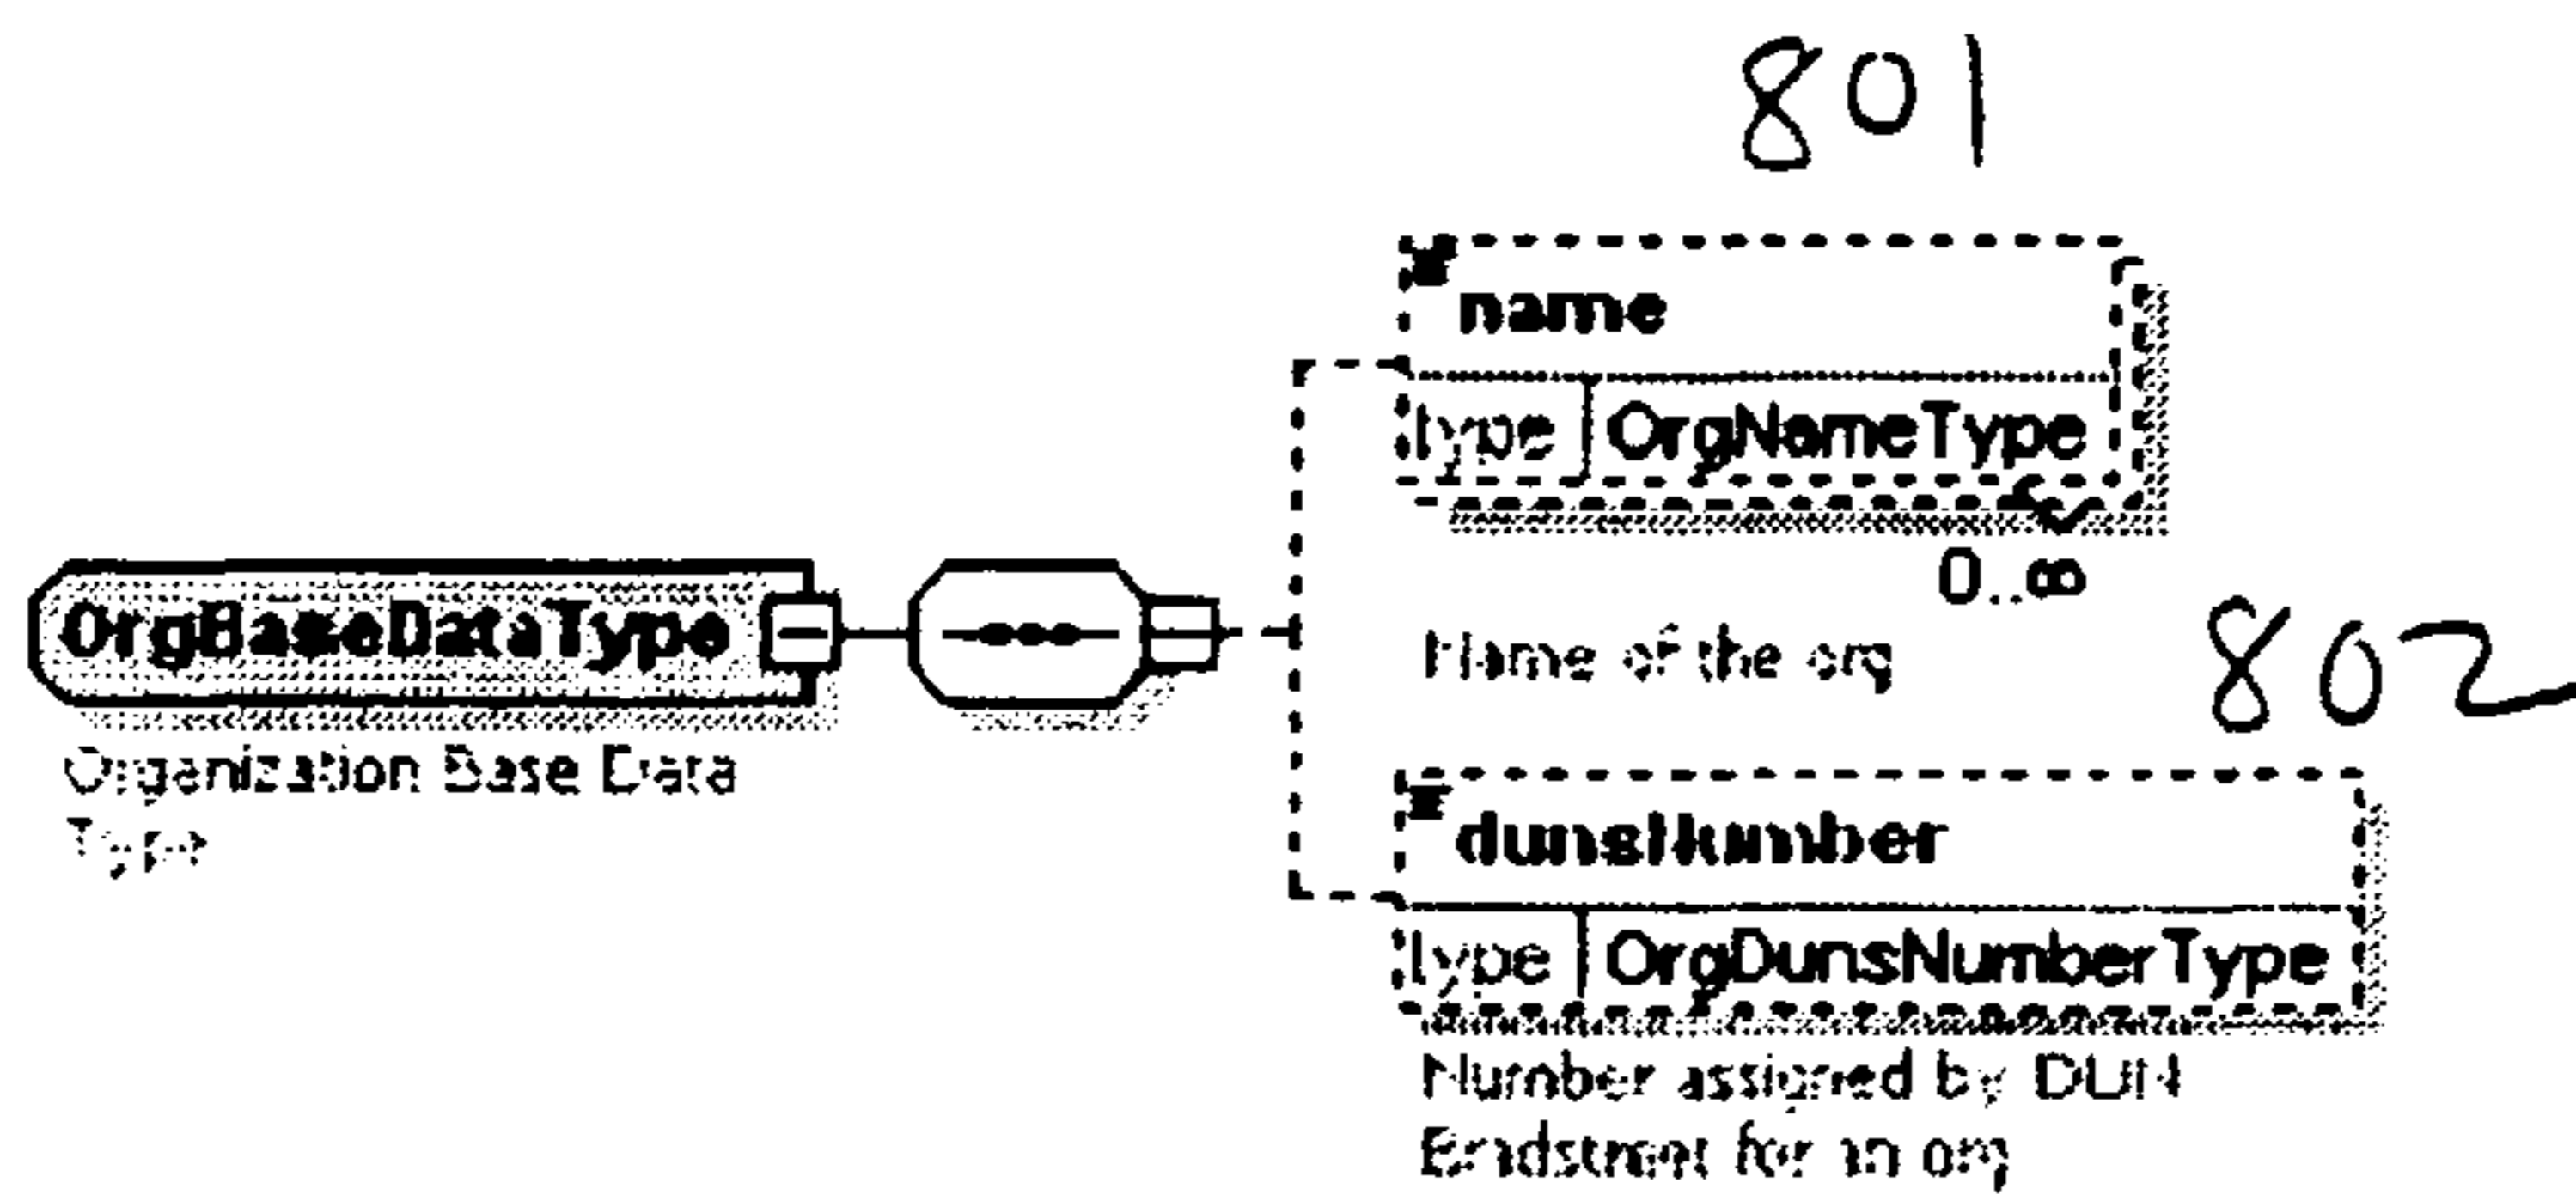 801
name
type OrgNameType
0..∞
OrgBaseDataType
Name of the org
802
Organization Base Data
Type
dunsNumber
type OrgDunsNumberType
Number assigned by DUN
Bradstreet for an org